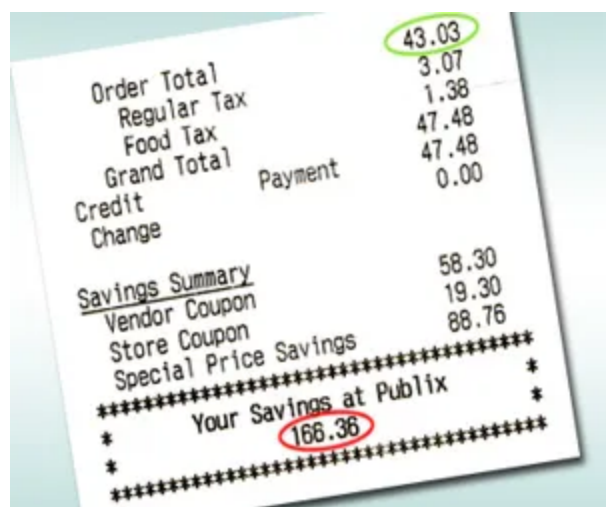 Order Total 43.03
Regular Tax 3.07
Food Tax 1.38
Grand Total 47.48
Credit Payment 47.48
Change 0.00
Savings Summary
Vendor Coupon 58.30
Store Coupon 19.30
Special Price Savings 88.76
***************************************
* Your Savings at Publix *
* 166.36 *
***************************************